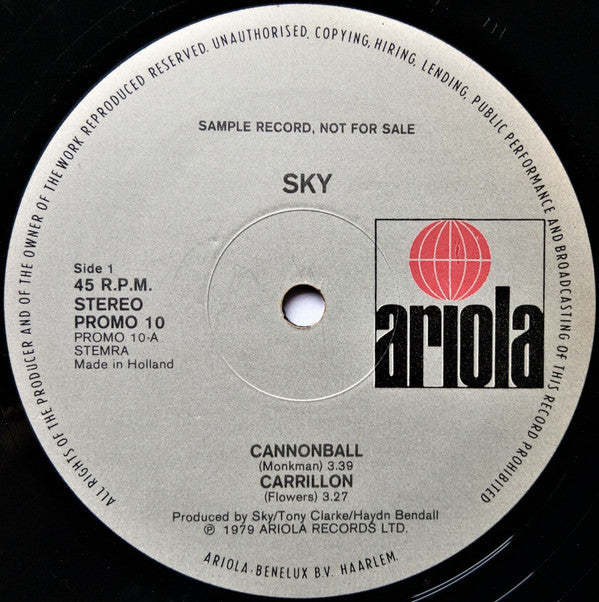 ALL RIGHTS OF THE PRODUCER AND OF THE OWNER OF THE WORK REPRODUCED RESERVED. UNAUTHORISED, COPYING, HIRING, LENDING, PUBLIC PERFORMANCE AND BROADCASTING OF THIS RECORD PROHIBITED
SAMPLE RECORD, NOT FOR SALE
SKY
Side 1
45 R.P.M.
STEREO
PROMO 10
PROMO 10-A
STEMRA
Made in Holland
ariola
CANNONBALL
(Monkman) 3.39
CARRILLON
(Flowers) 3.27
Produced by Sky/Tony Clarke/Haydn Bendall
℗ 1979 ARIOLA RECORDS LTD.
ARIOLA-BENELUX B.V. HAARLEM.